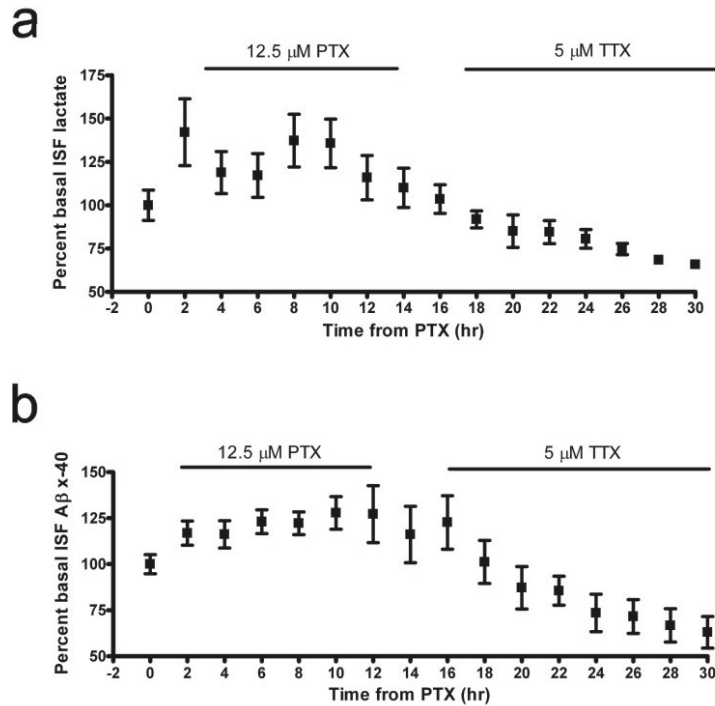 a
12.5 μM PTX
5 μM TTX
Percent basal ISF lactate
175
150
125
100
75
50
-2 0 2 4 6 8 10 12 14 16 18 20 22 24 26 28 30
Time from PTX (hr)
b
12.5 μM PTX
5 μM TTX
Percent basal ISF Aβ x-40
150
125
100
75
50
-2 0 2 4 6 8 10 12 14 16 18 20 22 24 26 28 30
Time from PTX (hr)